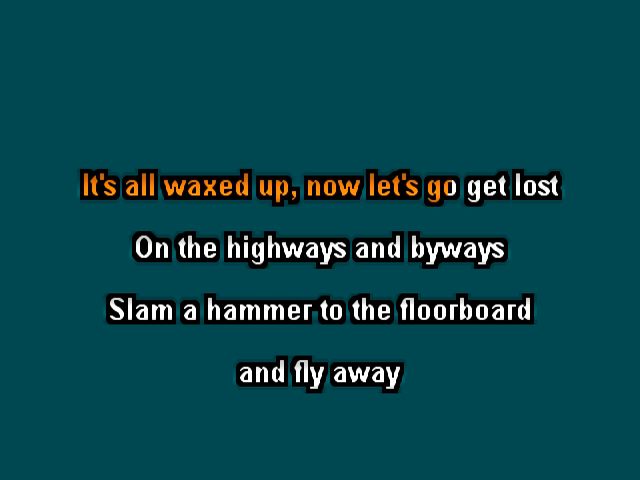 It's all waxed up, now let's go get lost
On the highways and byways
Slam a hammer to the floorboard
and fly away